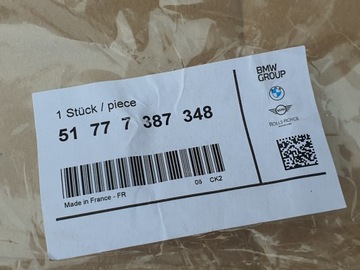 1 Stück / piece
51 77 7 387 348
Made in France - FR
05 CK2
BMW
GROUP
ROLLS-ROYCE